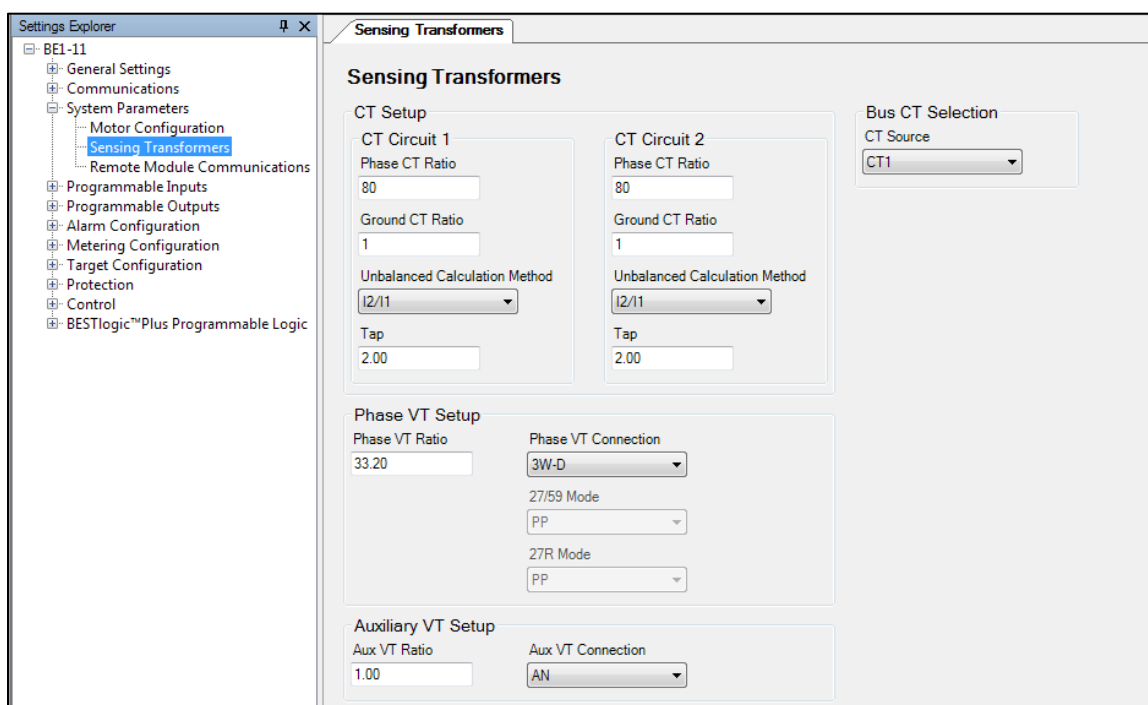 Settings Explorer
BE1-11
General Settings
Communications
System Parameters
Motor Configuration
Sensing Transformers
Remote Module Communications
Programmable Inputs
Programmable Outputs
Alarm Configuration
Metering Configuration
Target Configuration
Protection
Control
BESTlogic™Plus Programmable Logic
Sensing Transformers
Sensing Transformers
CT Setup
CT Circuit 1
Phase CT Ratio
80
Ground CT Ratio
1
Unbalanced Calculation Method
I2/I1
Tap
2.00
CT Circuit 2
Phase CT Ratio
80
Ground CT Ratio
1
Unbalanced Calculation Method
I2/I1
Tap
2.00
Bus CT Selection
CT Source
CT1
Phase VT Setup
Phase VT Ratio
33.20
Phase VT Connection
3W-D
27/59 Mode
PP
27R Mode
PP
Auxiliary VT Setup
Aux VT Ratio
1.00
Aux VT Connection
AN